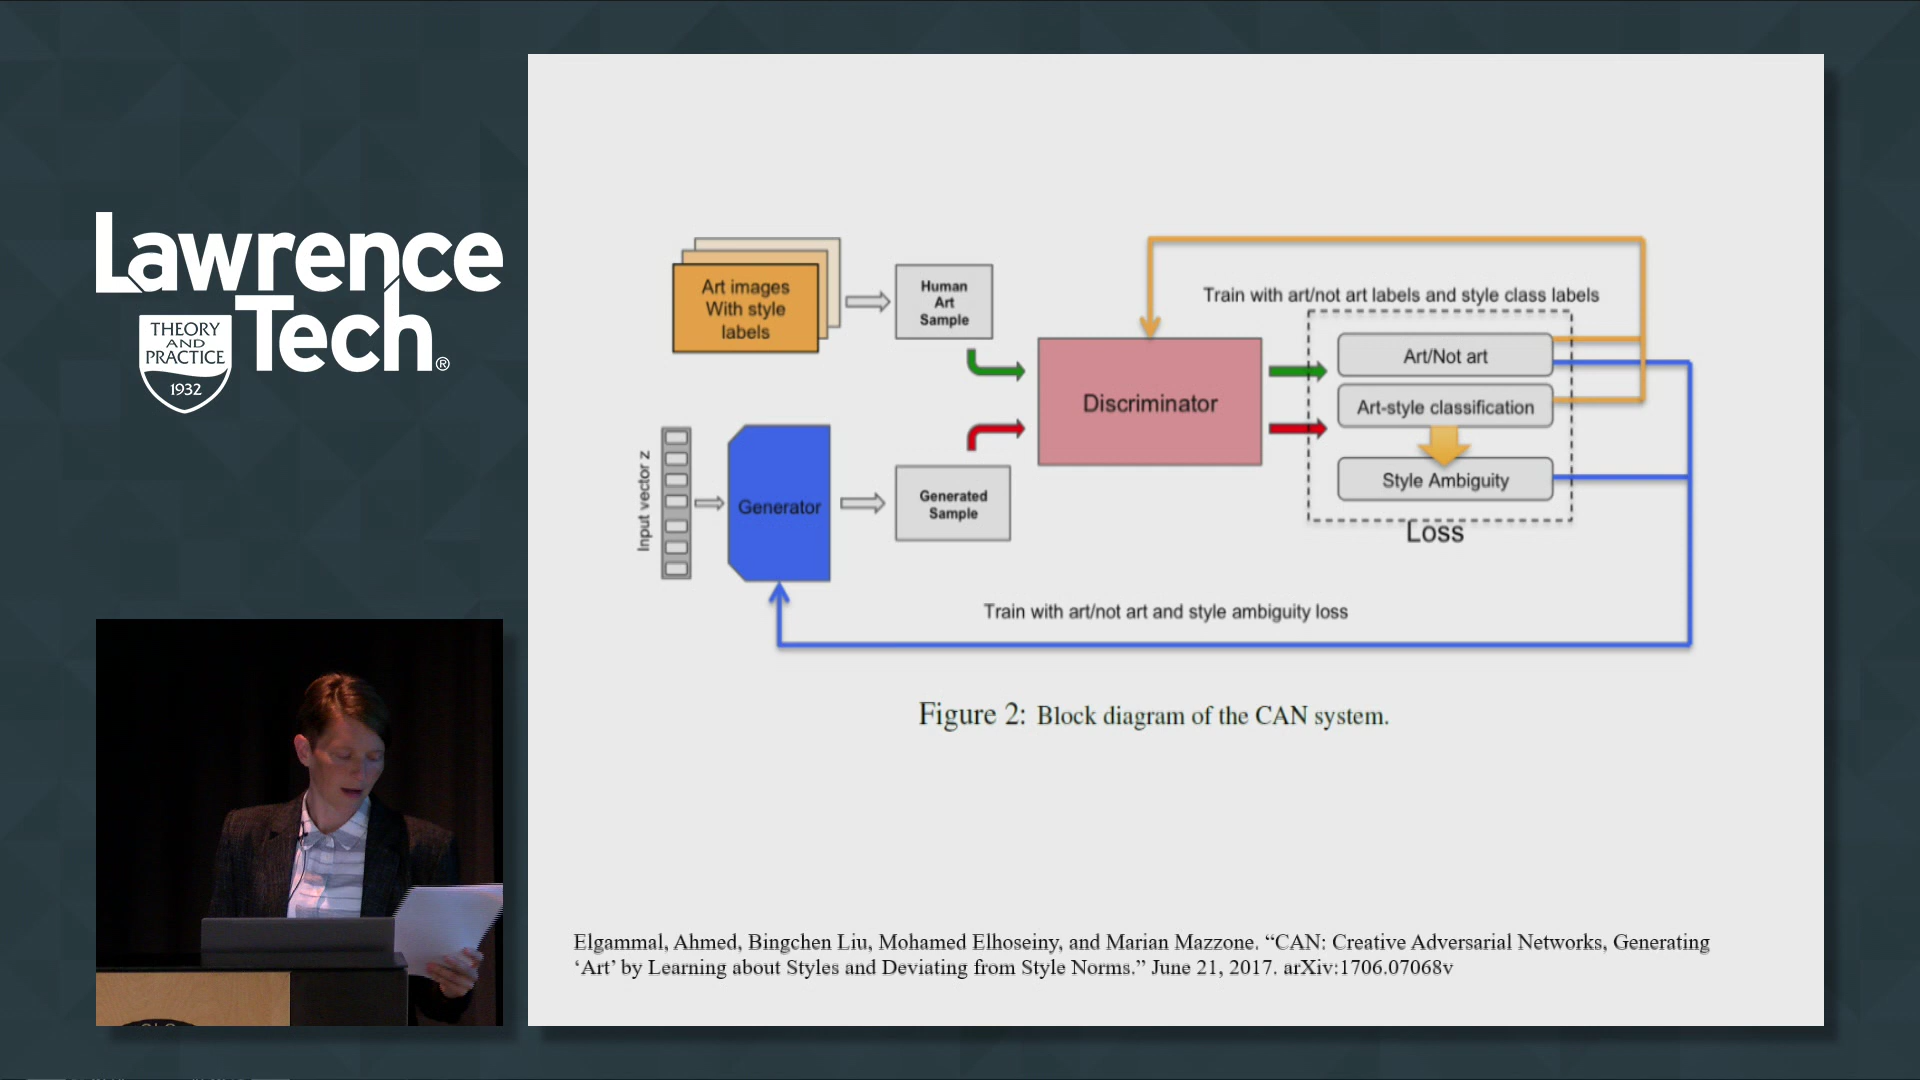 Lawrence
Tech®
THEORY
AND
PRACTICE
1932
Art images
With style
labels
Human
Art
Sample
Train with art/not art labels and style class labels
Discriminator
Art/Not art
Art-style classification
Style Ambiguity
Loss
Input vector z
Generator
Generated
Sample
Train with art/not art and style ambiguity loss
Figure 2: Block diagram of the CAN system.
Elgammal, Ahmed, Bingchen Liu, Mohamed Elhoseiny, and Marian Mazzone. “CAN: Creative Adversarial Networks, Generating
‘Art’ by Learning about Styles and Deviating from Style Norms.” June 21, 2017. arXiv:1706.07068v